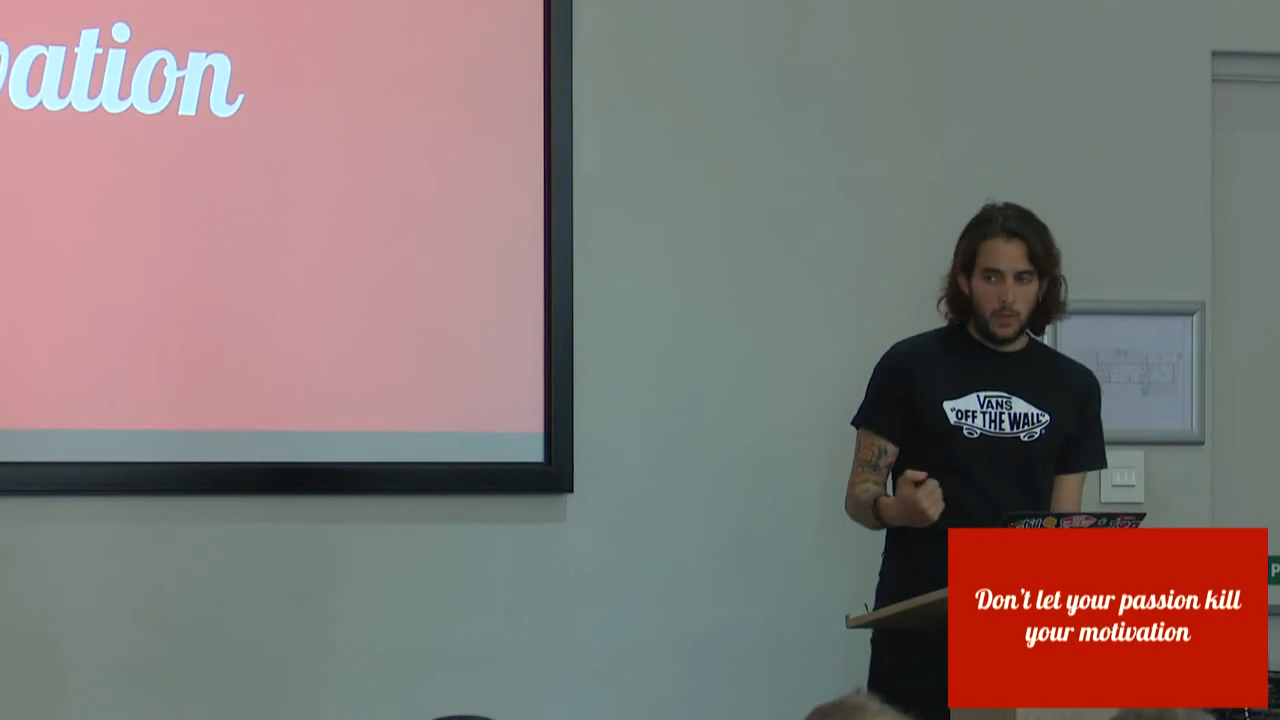 vation
VANS
"OFF THE WALL"
Don't let your passion kill
your motivation
P